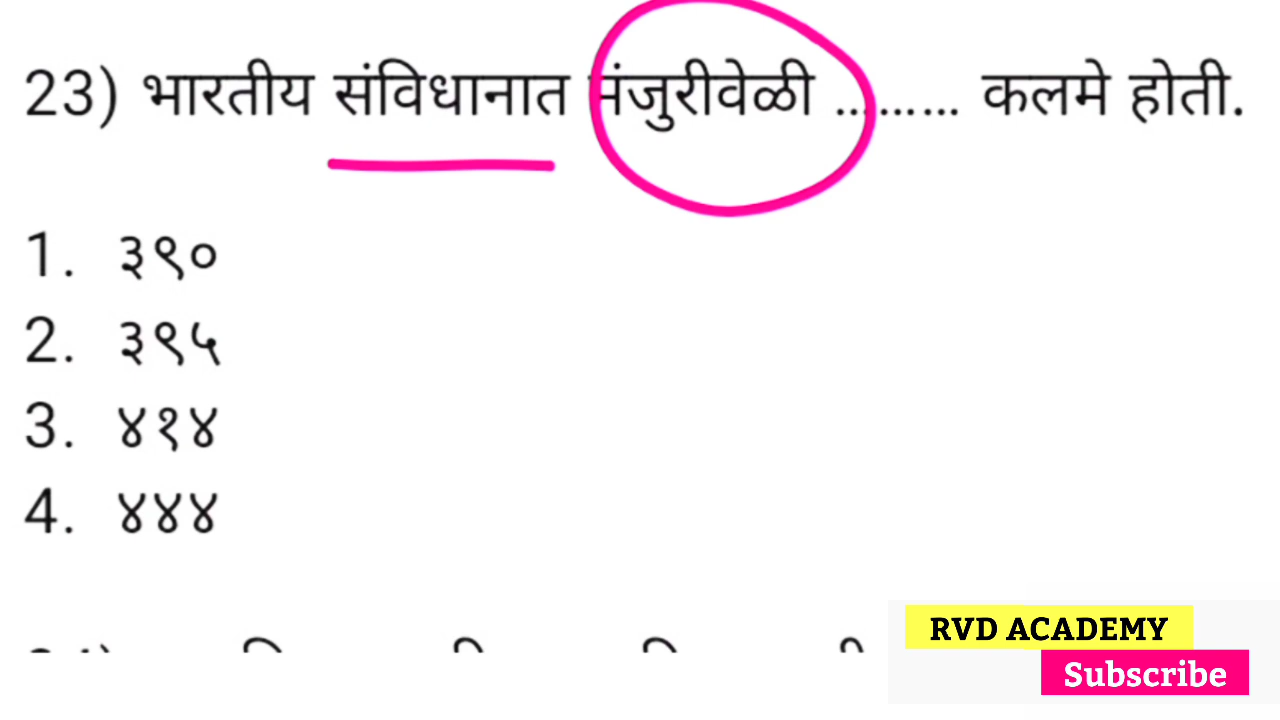 23) भारतीय संविधानात मंजुरीवेळी ......... कलमे होती.
1. ३९०
2. ३९५
3. ४१४
4. ४४४
RVD ACADEMY
Subscribe